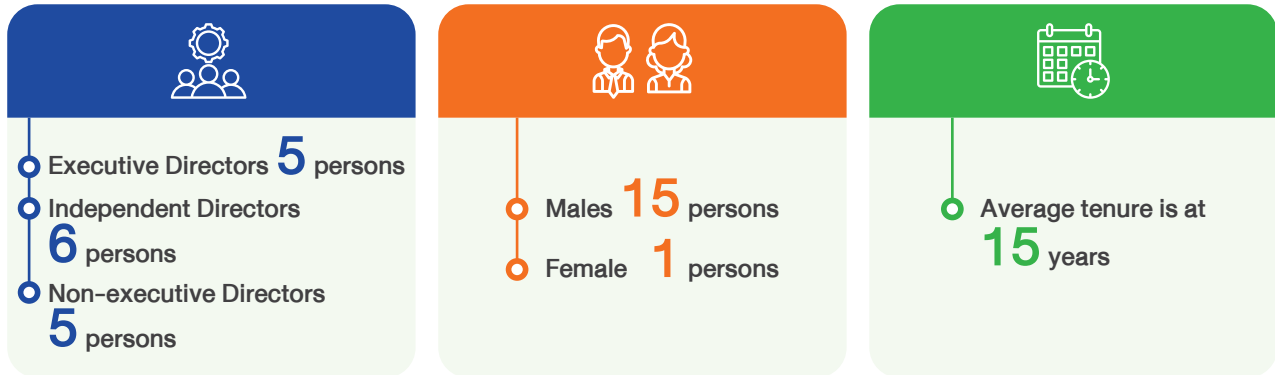 Executive Directors 5 persons
Independent Directors
6 persons
Non-executive Directors
5 persons
Males 15 persons
Female 1 persons
Average tenure is at
15 years